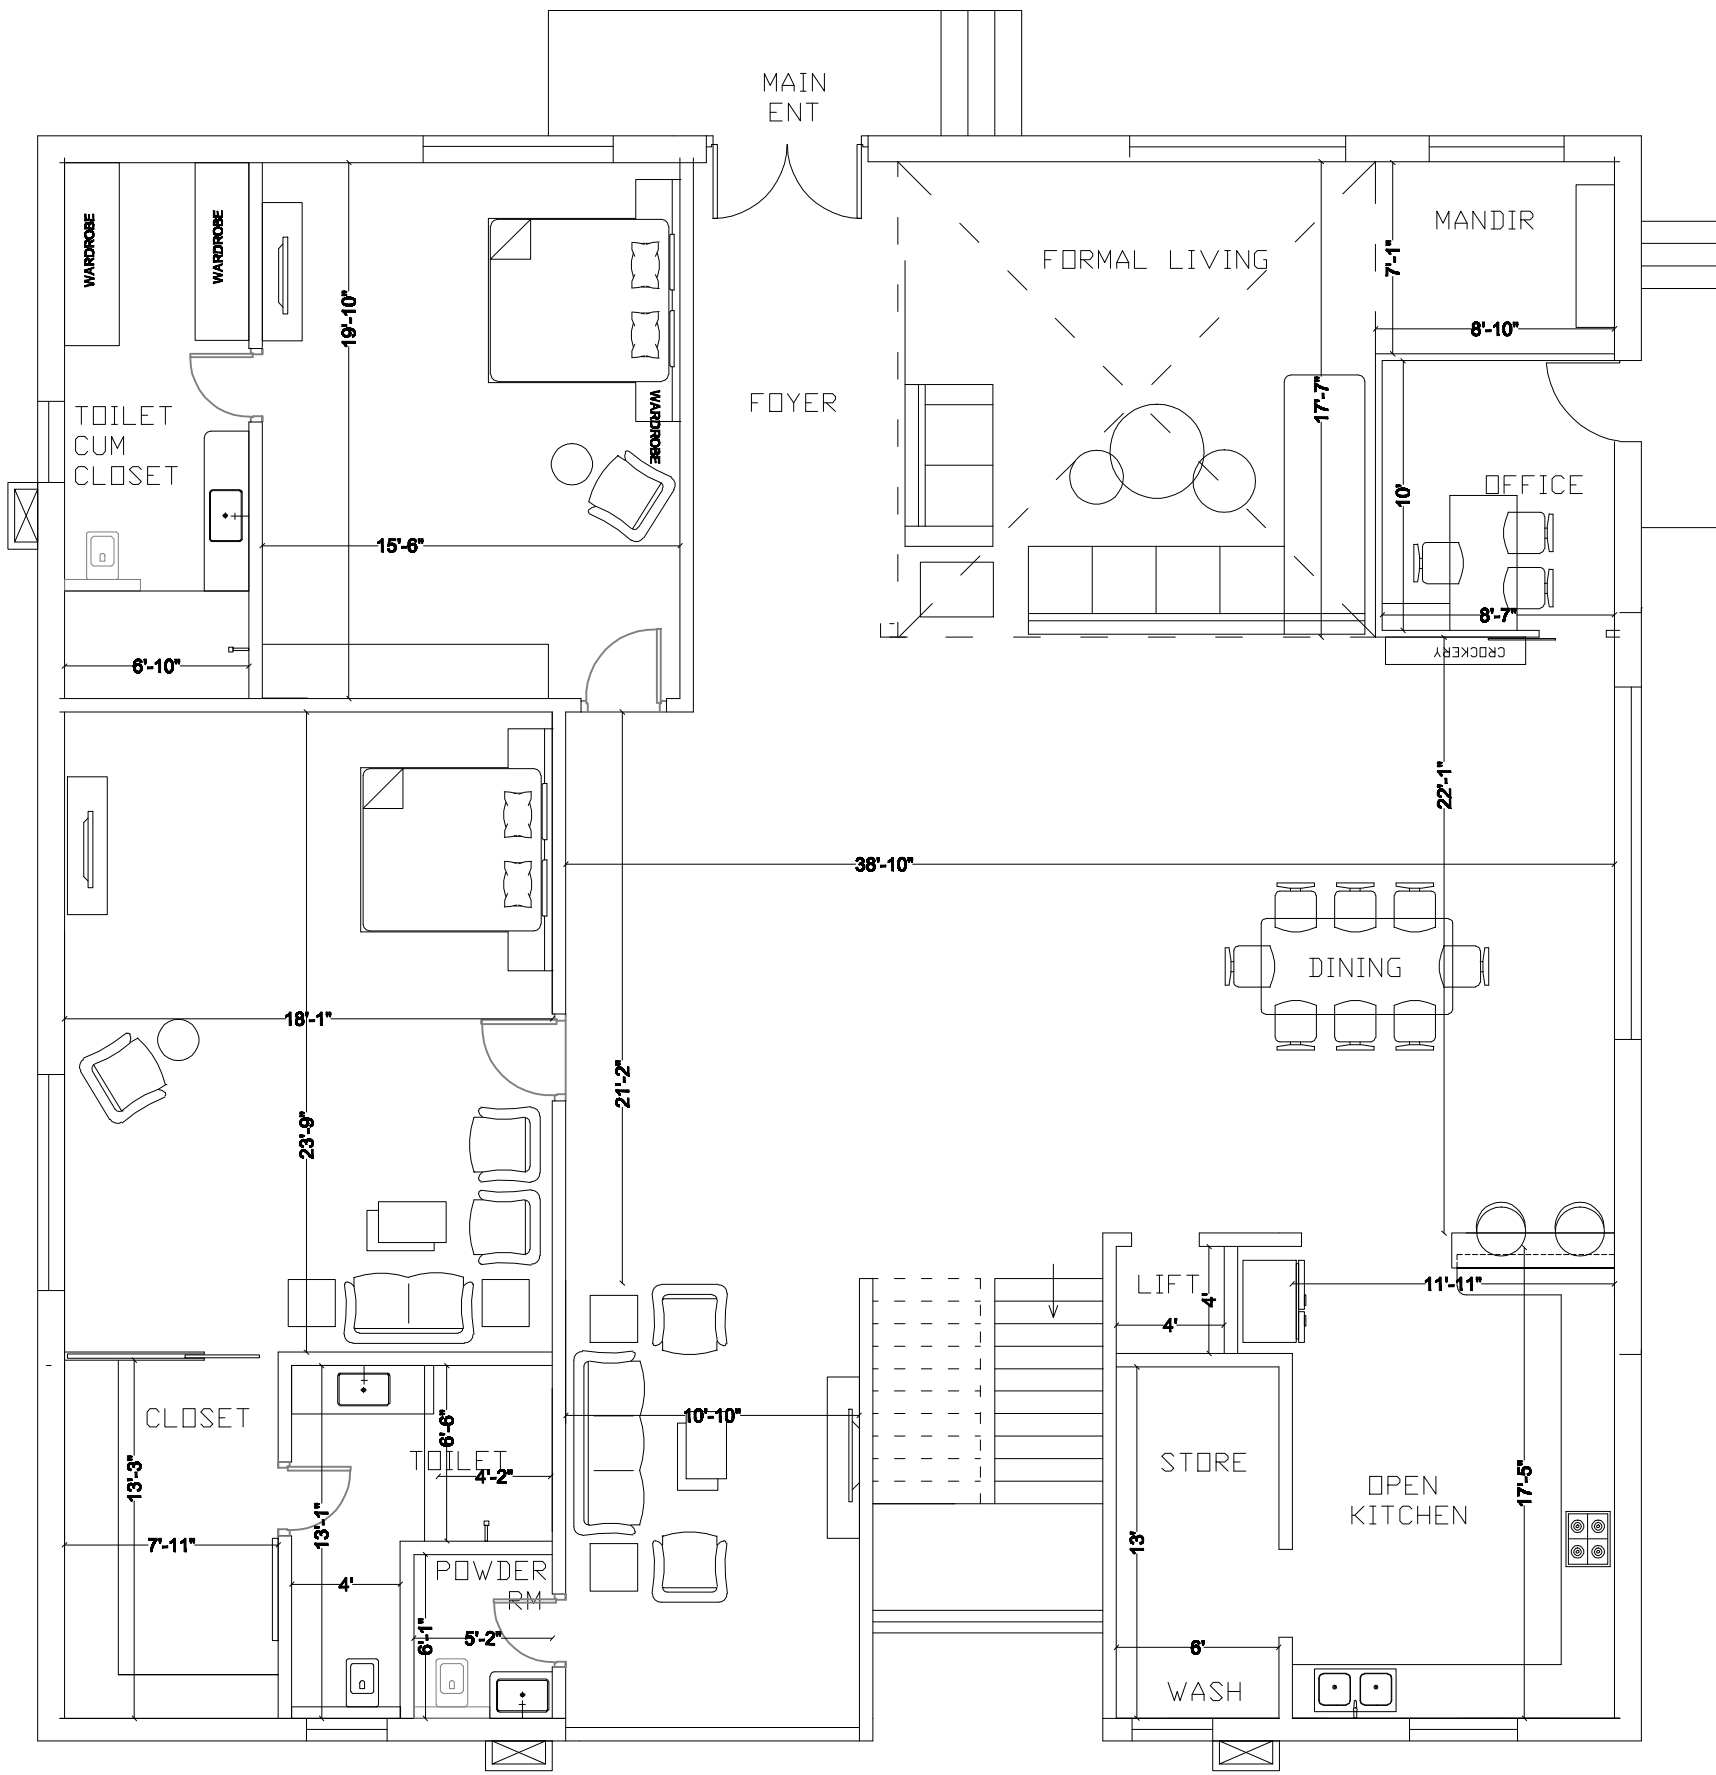 MAIN
ENT
WARDROBE
WARDROBE
19'-10"
FORMAL LIVING
MANDIR
7'-1"
8'-10"
FOYER
17'-7"
WARDROBE
TOILET
CUM
CLOSET
15'-6"
10'
OFFICE
8'-7"
CROCKERY
6'-10"
22'-1"
38'-10"
DINING
18'-1"
21'-2"
23'-9"
LIFT
4'
4'
11'-11"
CLOSET
13'-3"
TOILET
6'-6"
4'-2"
10'-10"
STORE
OPEN
KITCHEN
17'-5"
13'-1"
7'-11"
13'
POWDER
RM
4'
6'-1"
5'-2"
6'
WASH